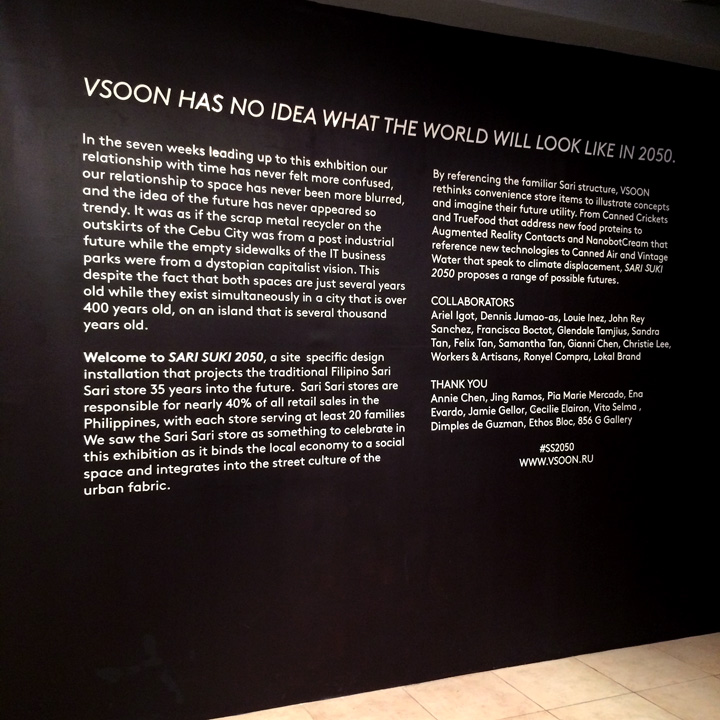 VSOON HAS NO IDEA WHAT THE WORLD WILL LOOK LIKE IN 2050.
In the seven weeks leading up to this exhibition our
relationship with time has never felt more confused,
our relationship to space has never been more blurred,
and the idea of the future has never appeared so
trendy. It was as if the scrap metal recycler on the
outskirts of the Cebu City was from a post industrial
future while the empty sidewalks of the IT business
parks were from a dystopian capitalist vision. This
despite the fact that both spaces are just several years
old while they exist simultaneously in a city that is over
400 years old, on an island that is several thousand
years old.
Welcome to SARI SUKI 2050, a site specific design
installation that projects the traditional Filipino Sari
Sari store 35 years into the future. Sari Sari stores are
responsible for nearly 40% of all retail sales in the
Philippines, with each store serving at least 20 families
We saw the Sari Sari store as something to celebrate in
this exhibition as it binds the local economy to a social
space and integrates into the street culture of the
urban fabric.
By referencing the familiar Sari structure, VSOON
rethinks convenience store items to illustrate concepts
and imagine their future utility. From Canned Crickets
and TrueFood that address new food proteins to
Augmented Reality Contacts and NanobotCream that
reference new technologies to Canned Air and Vintage
Water that speak to climate displacement, SARI SUKI
2050 proposes a range of possible futures.
COLLABORATORS
Ariel Igot, Dennis Jumao-as, Louie Inez, John Rey
Sanchez, Francisca Boctot, Glendale Tamjius, Sandra
Tan, Felix Tan, Samantha Tan, Gianni Chen, Christie Lee,
Workers & Artisans, Ronyel Compra, Lokal Brand
THANK YOU
Annie Chen, Jing Ramos, Pia Marie Mercado, Ena
Evardo, Jamie Gellor, Cecilie Elairon, Vito Selma ,
Dimples de Guzman, Ethos Bloc, 856 G Gallery
#SS2050
WWW.VSOON.RU